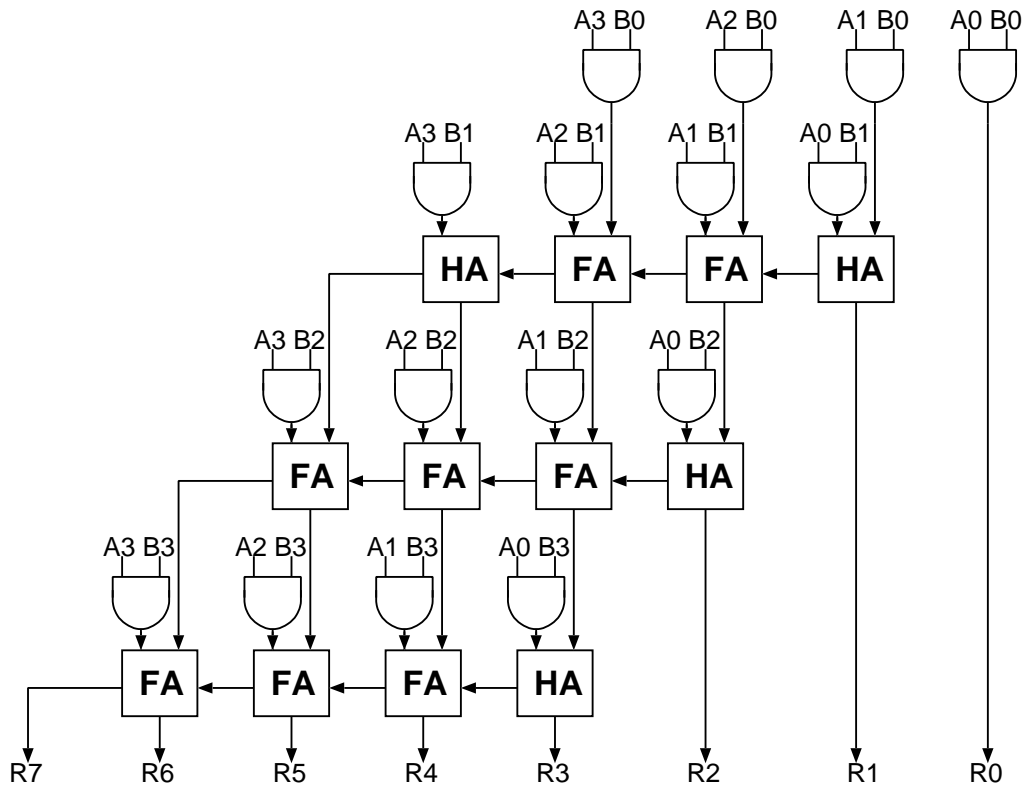 A3 B0 A2 B0 A1 B0 A0 B0
A3 B1 A2 B1 A1 B1 A0 B1
HA FA FA HA
A3 B2 A2 B2 A1 B2 A0 B2
FA FA FA HA
A3 B3 A2 B3 A1 B3 A0 B3
FA FA FA HA
R7 R6 R5 R4 R3 R2 R1 R0